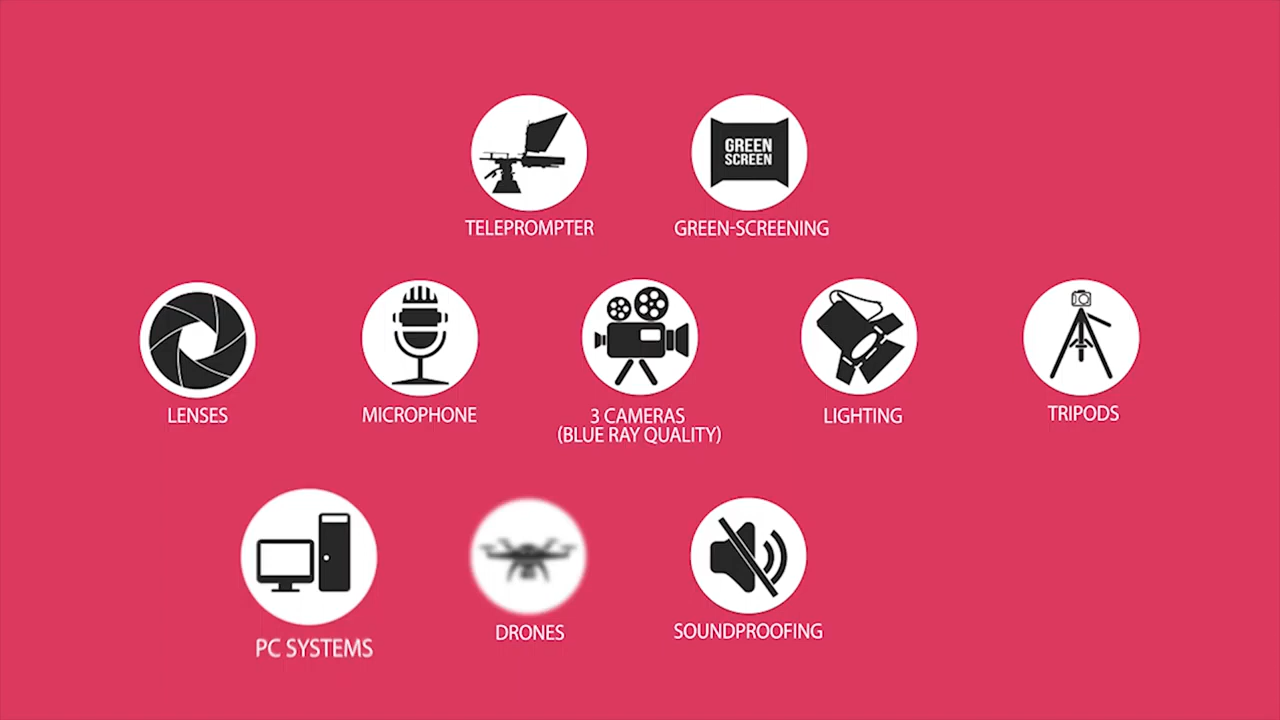 GREEN
SCREEN
TELEPROMPTER
GREEN-SCREENING
LENSES
MICROPHONE
3 CAMERAS
(BLUE RAY QUALITY)
LIGHTING
TRIPODS
PC SYSTEMS
DRONES
SOUNDPROOFING